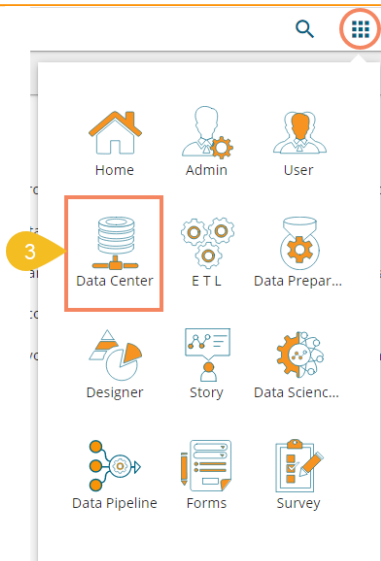 Home Admin User
3
Data Center E T L Data Prepar...
Designer Story Data Scienc...
Data Pipeline Forms Survey